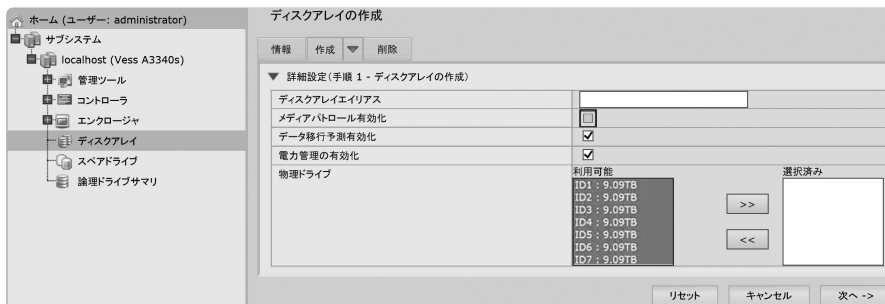 ホーム (ユーザー: administrator)
サブシステム
localhost (Vess A3340s)
管理ツール
コントローラ
エンクロージャ
ディスクアレイ
スペアドライブ
論理ドライブサマリ
ディスクアレイの作成
情報 作成 削除
詳細設定(手順 1 - ディスクアレイの作成)
ディスクアレイエイリアス
メディアパトロール有効化
データ移行予測有効化
電力管理の有効化
物理ドライブ
利用可能 選択済み
ID1 : 9.09TB
ID2 : 9.09TB
ID3 : 9.09TB
ID4 : 9.09TB
ID5 : 9.09TB
ID6 : 9.09TB
ID7 : 9.09TB
>>
<<
リセット キャンセル 次へ ->